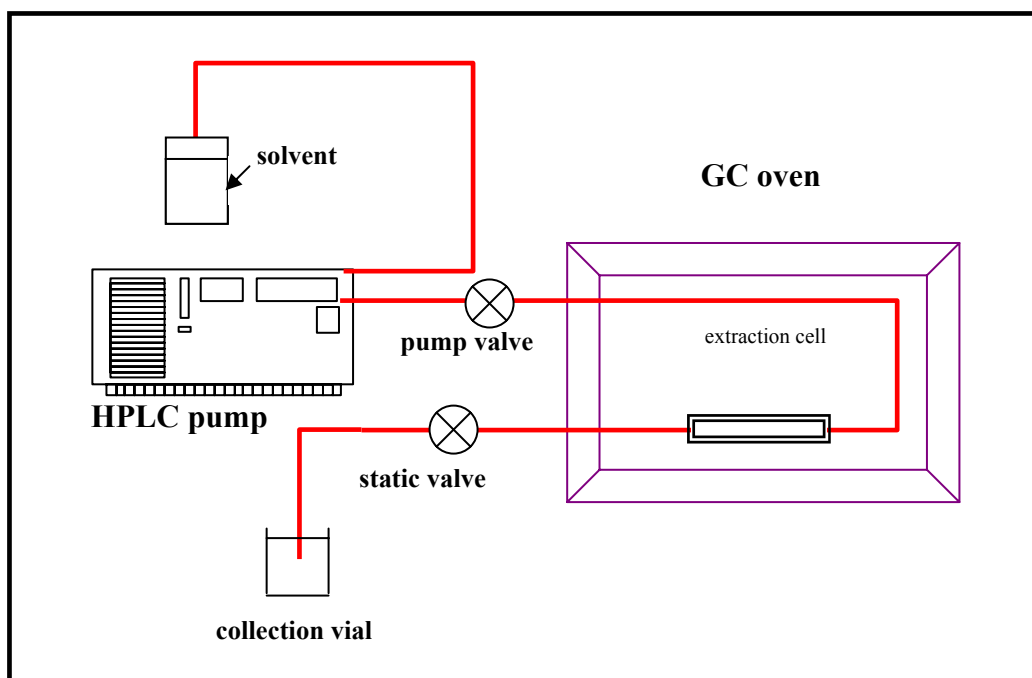 solvent
GC oven
pump valve
extraction cell
HPLC pump
static valve
collection vial